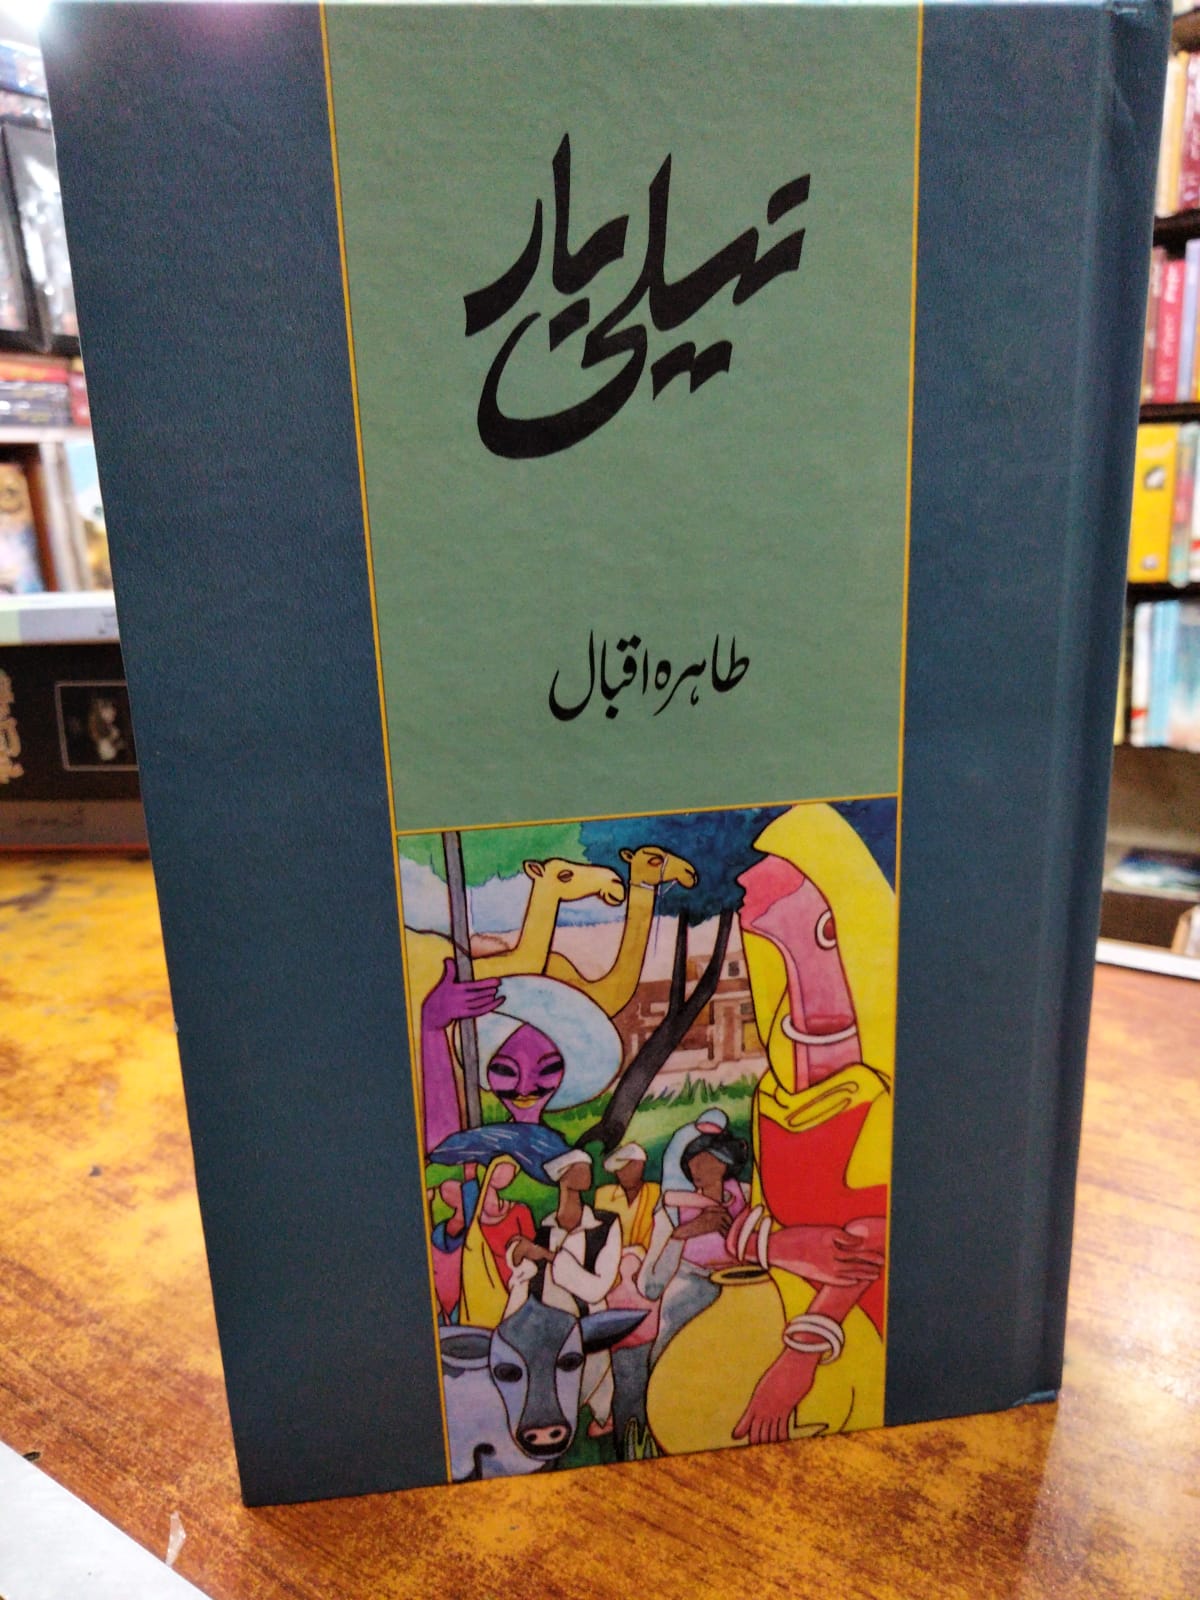 نیلی بار
طاہرہ اقبال